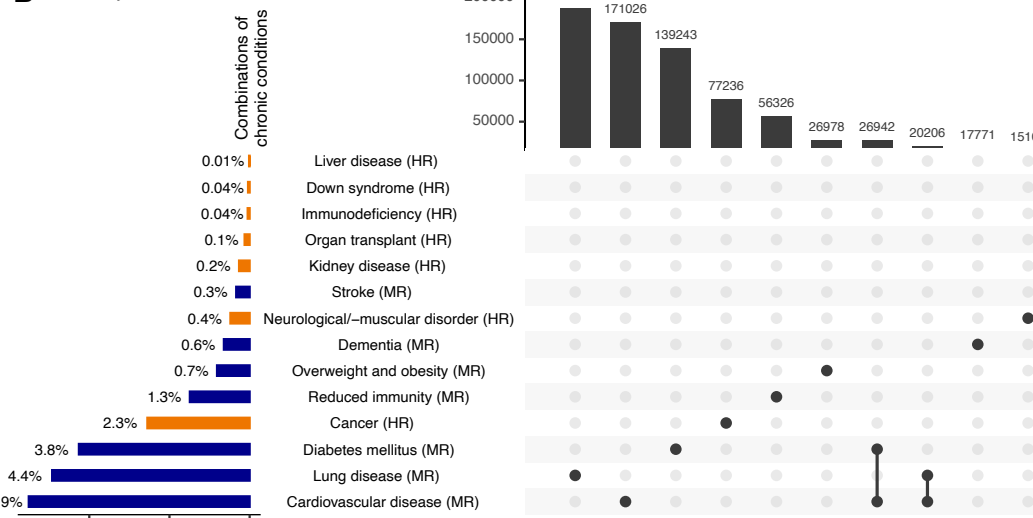 Combinations of
chronic conditions
150000
100000
50000
171026
139243
77236
56326
26978
26942
20206
17771
0.01% Liver disease (HR)
0.04% Down syndrome (HR)
0.04% Immunodeficiency (HR)
0.1% Organ transplant (HR)
0.2% Kidney disease (HR)
0.3% Stroke (MR)
0.4% Neurological/−muscular disorder (HR)
0.6% Dementia (MR)
0.7% Overweight and obesity (MR)
1.3% Reduced immunity (MR)
2.3% Cancer (HR)
3.8% Diabetes mellitus (MR)
4.4% Lung disease (MR)
9% Cardiovascular disease (MR)